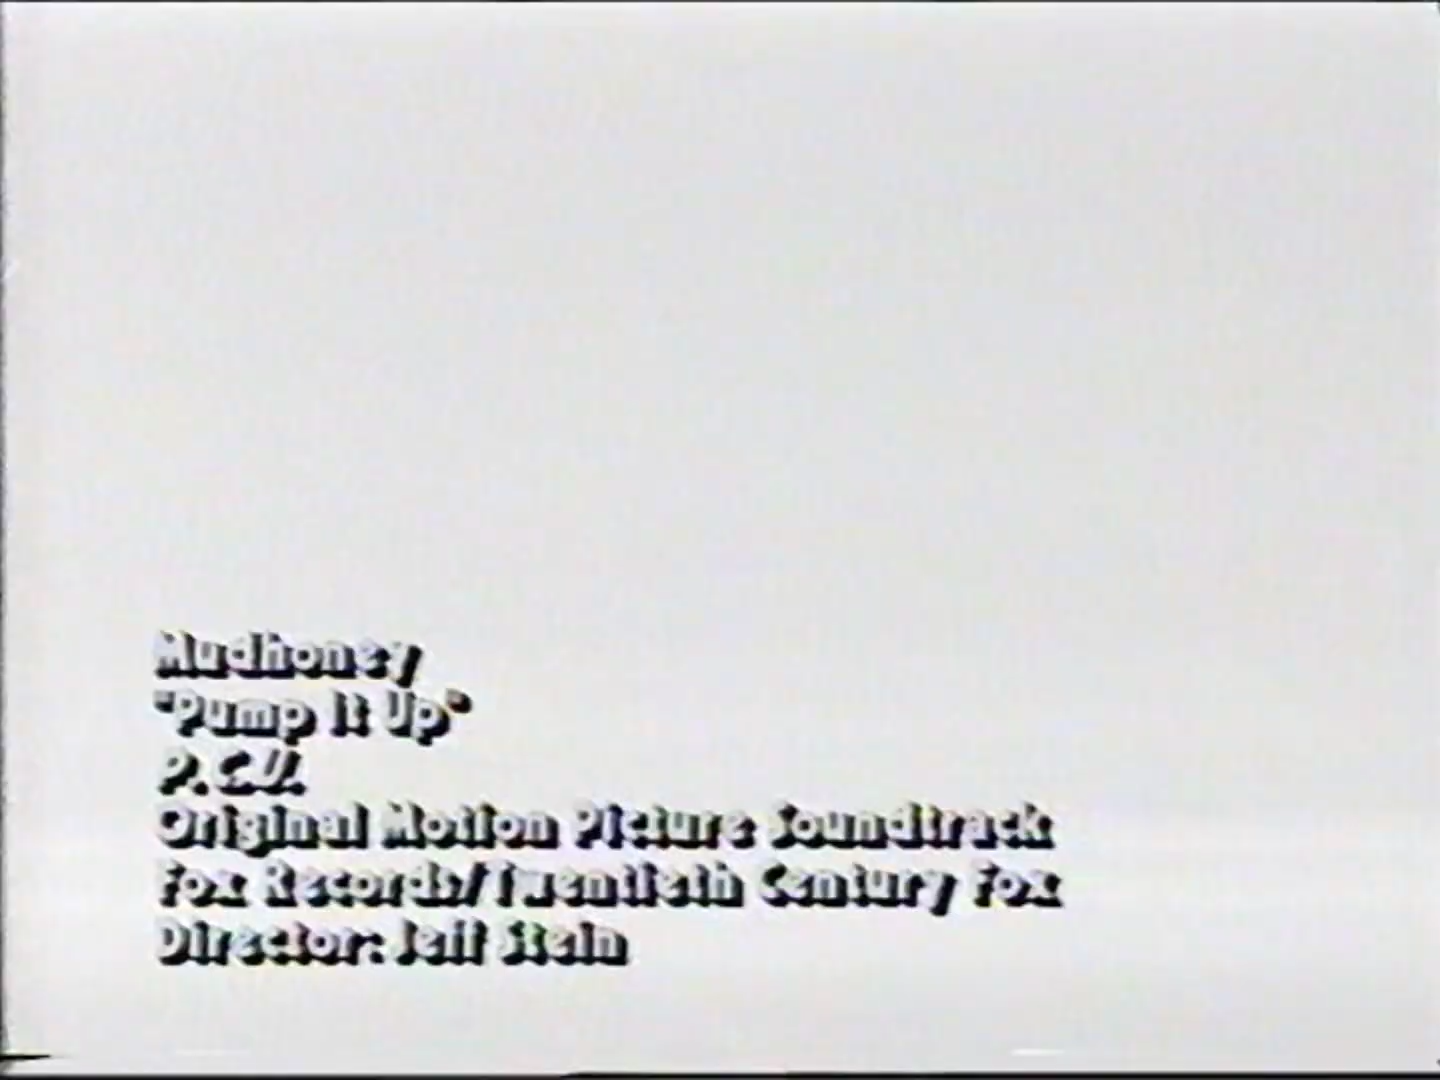 Mudhoney
"Pump It Up"
P.C.U.
Original Motion Picture Soundtrack
Fox Records/Twentieth Century Fox
Director: Jeff Stein